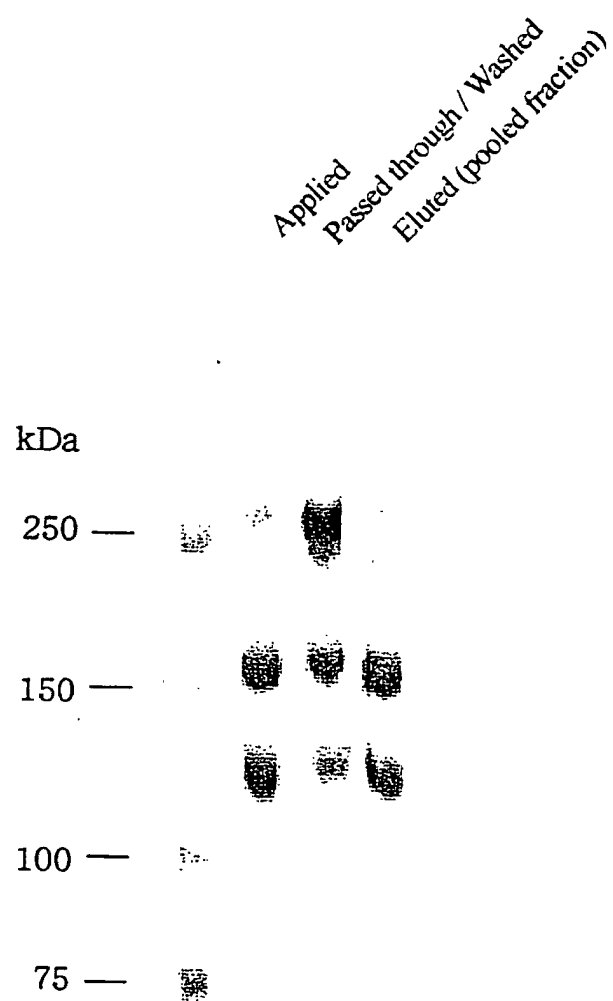 Applied
Passed through / Washed
Eluted (pooled fraction)
kDa
250
150
100
75